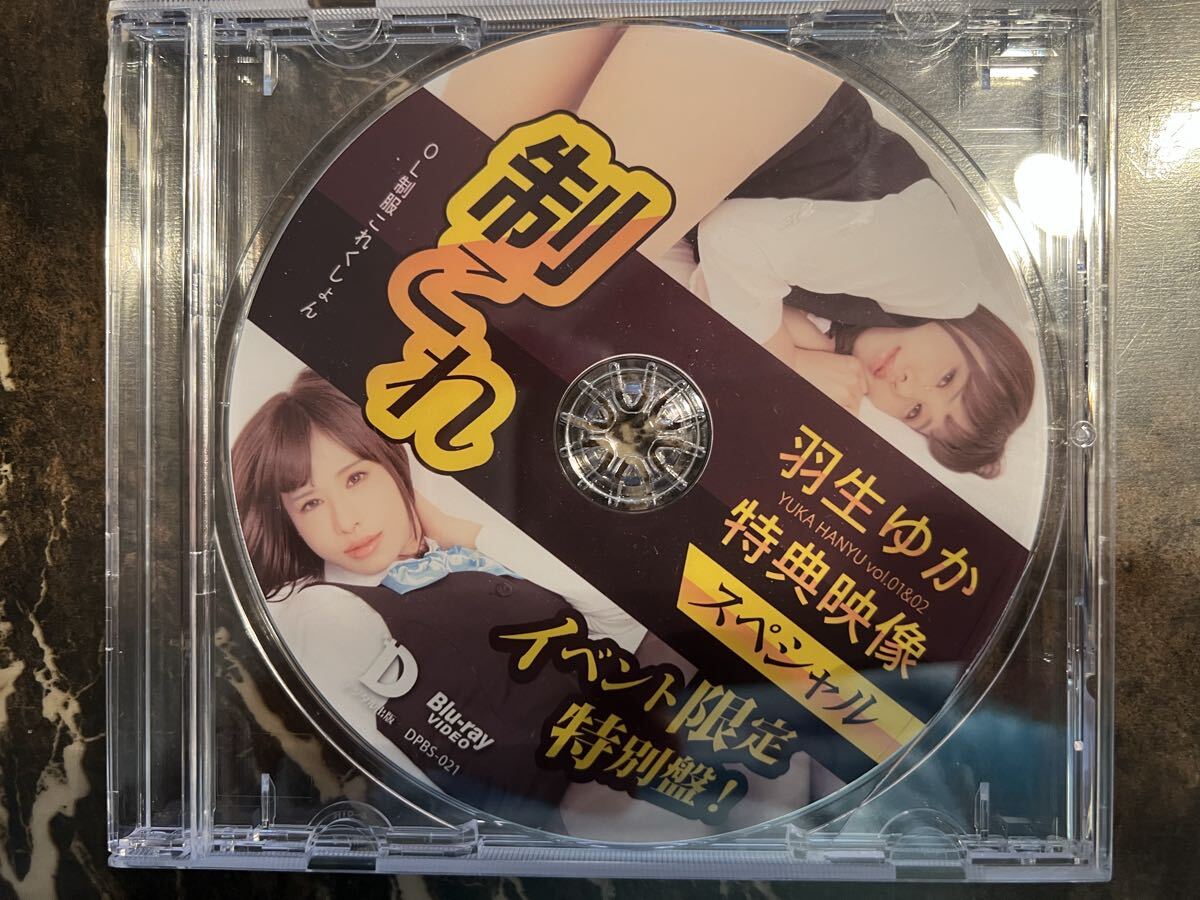 制これ
OL制服これくしょん
羽生ゆか
YUKA HANYU vol.01&02
特典映像
スペシャル
イベント限定
特別盤!
D
出版
Blu-ray
VIDEO
DPBS-021